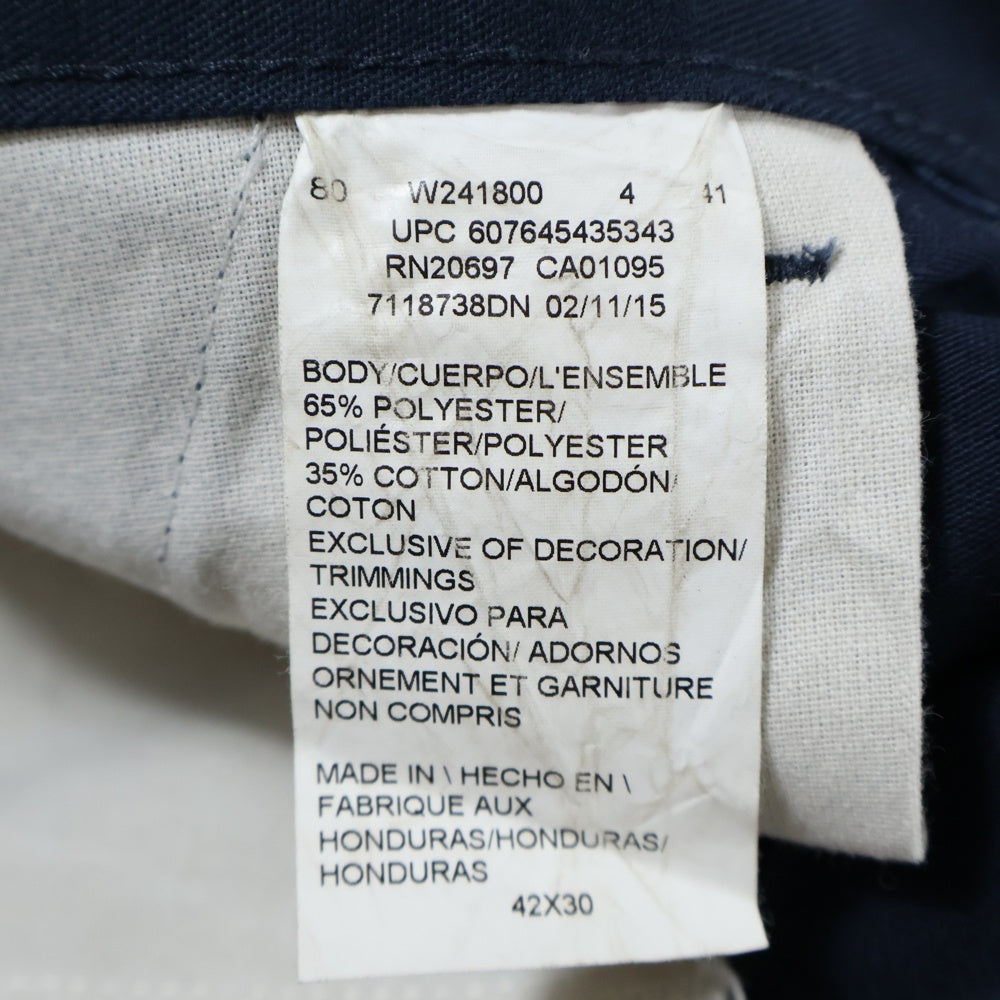 80 W241800 4 41
UPC 607645435343
RN20697 CA01095
7118738DN 02/11/15
BODY/CUERPO/L'ENSEMBLE
65% POLYESTER/
POLIÉSTER/POLYESTER
35% COTTON/ALGODÓN/
COTON
EXCLUSIVE OF DECORATION/
TRIMMINGS
EXCLUSIVO PARA
DECORACIÓN/ ADORNOS
ORNEMENT ET GARNITURE
NON COMPRIS
MADE IN \ HECHO EN \
FABRIQUE AUX
HONDURAS/HONDURAS/
HONDURAS
42X30